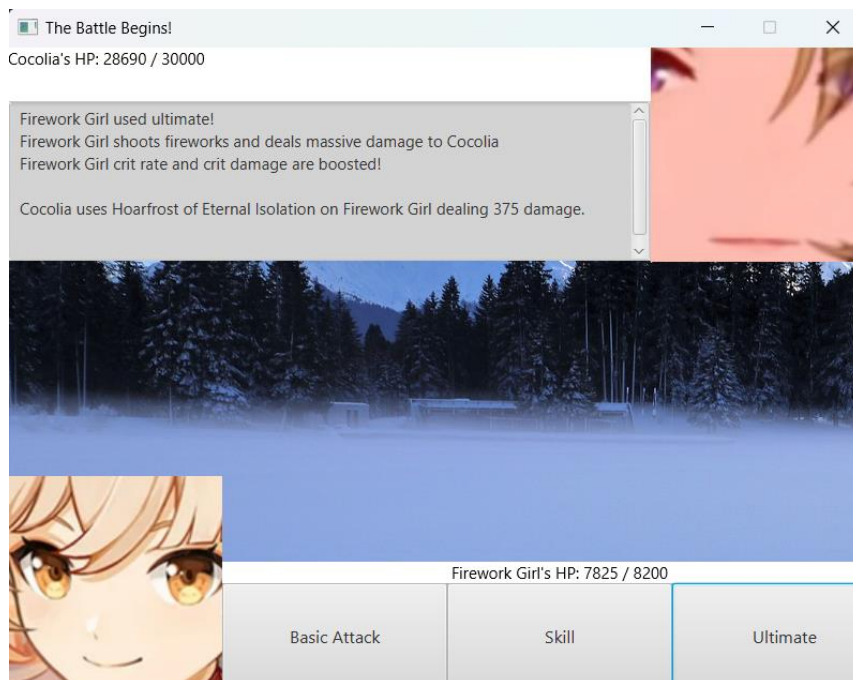 The Battle Begins!
Cocolia's HP: 28690 / 30000
Firework Girl used ultimate!
Firework Girl shoots fireworks and deals massive damage to Cocolia
Firework Girl crit rate and crit damage are boosted!
Cocolia uses Hoarfrost of Eternal Isolation on Firework Girl dealing 375 damage.
Firework Girl's HP: 7825 / 8200
Basic Attack
Skill
Ultimate